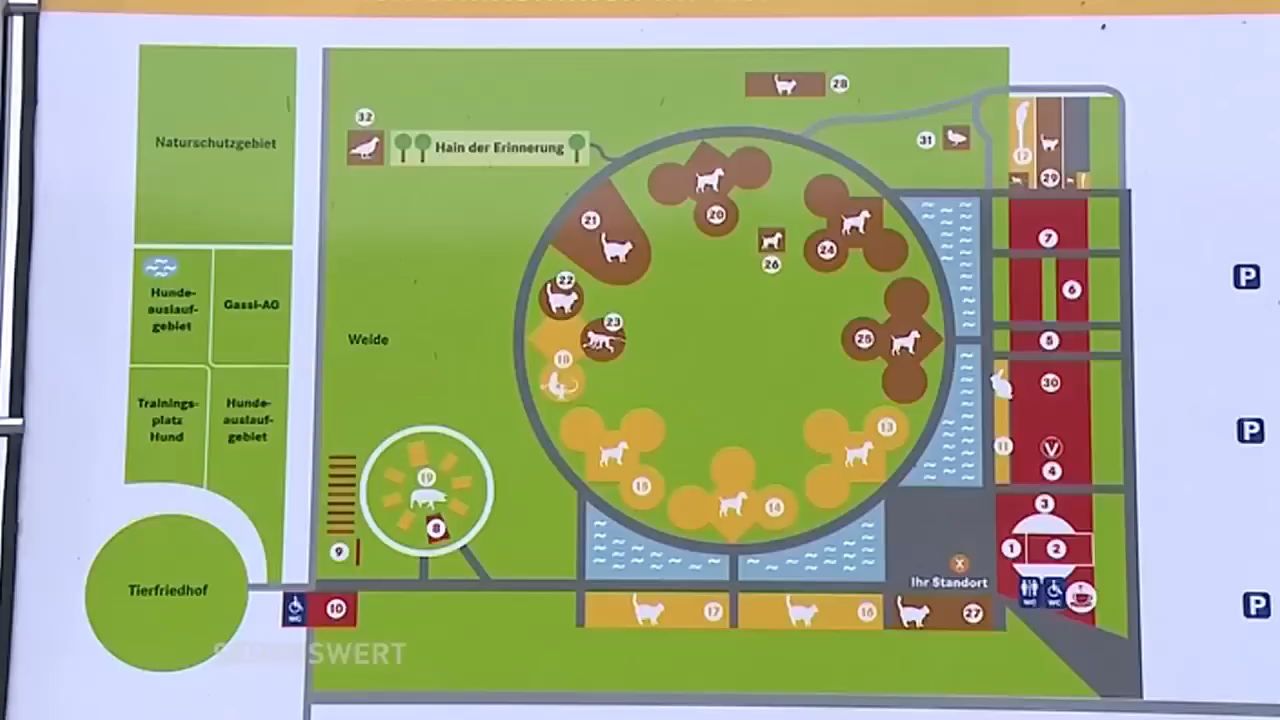 28
32
Naturschutzgebiet
Hain der Erinnerung
31
12
29
20
21
24
26
7
P
22
Hunde-
auslauf-
gebiet
Gassi-AG
6
23
Weide
25
5
18
30
Trainings-
platz
Hund
Hunde-
auslauf-
gebiet
13
11
V
4
P
19
15
14
3
8
9
1
2
X
Ihr Standort
Tierfriedhof
WC
WC
WC
10
17
16
27
P
SWERT